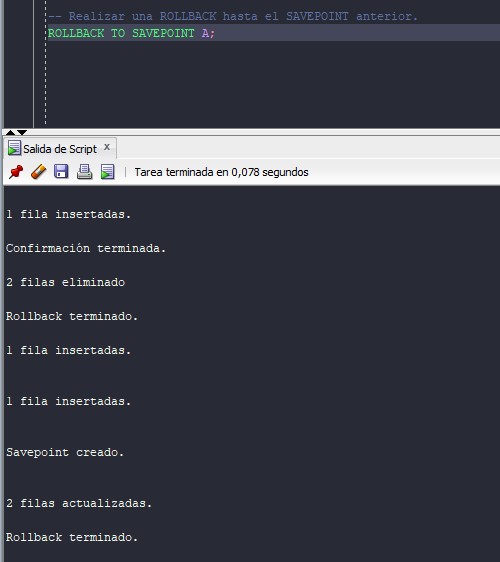 -- Realizar una ROLLBACK hasta el SAVEPOINT anterior.
ROLLBACK TO SAVEPOINT A;
Salida de Script x
Tarea terminada en 0,078 segundos
1 fila insertadas.
Confirmación terminada.
2 filas eliminado
Rollback terminado.
1 fila insertadas.
1 fila insertadas.
Savepoint creado.
2 filas actualizadas.
Rollback terminado.